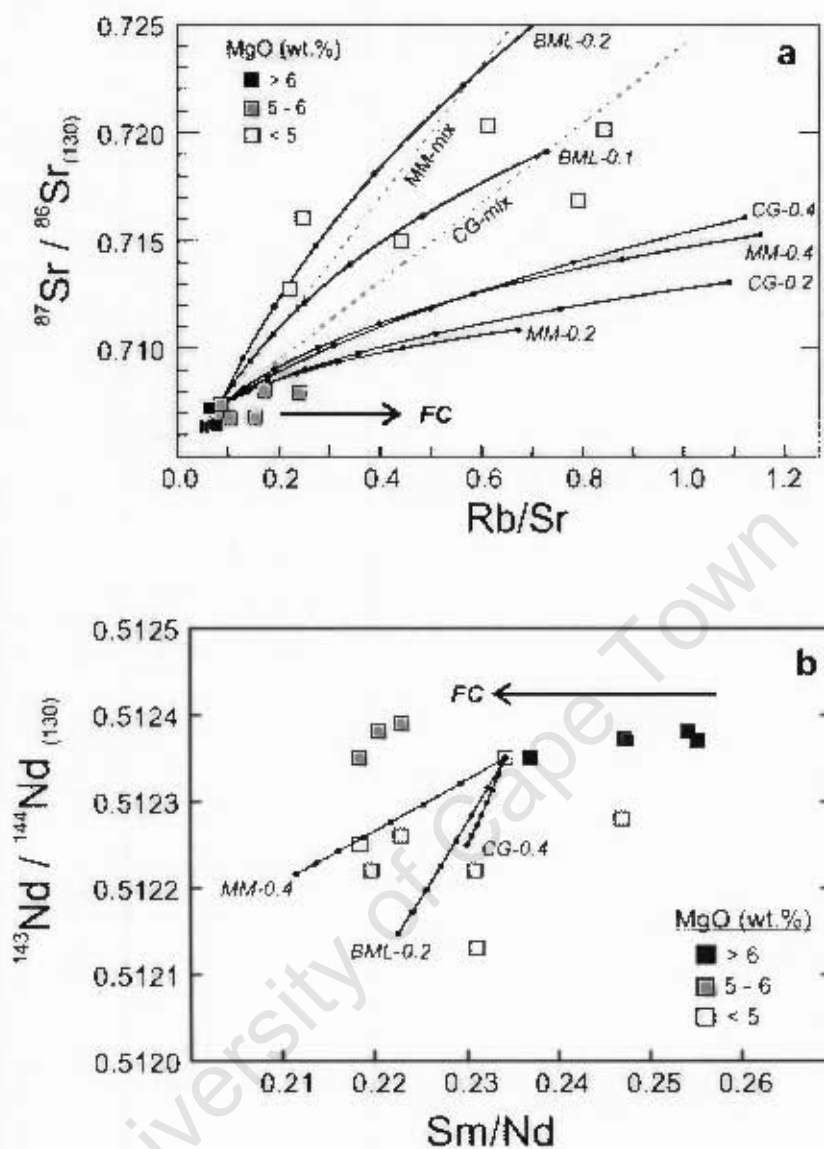 a
0.725
0.720
0.715
0.710
⁸⁷Sr / ⁸⁶Sr (130)
MgO (wt.%)
> 6
5 - 6
< 5
BML-0.2
MM-mix
BML-0.1
CG-mix
CG-0.4
MM-0.4
CG-0.2
MM-0.2
FC
0.0 0.2 0.4 0.6 0.8 1.0 1.2
Rb/Sr
b
0.5125
0.5124
0.5123
0.5122
0.5121
0.5120
¹⁴³Nd / ¹⁴⁴Nd (130)
FC
CG-0.4
MM-0.4
BML-0.2
MgO (wt.%)
> 6
5 - 6
< 5
0.21 0.22 0.23 0.24 0.25 0.26
Sm/Nd
University of Cape Town